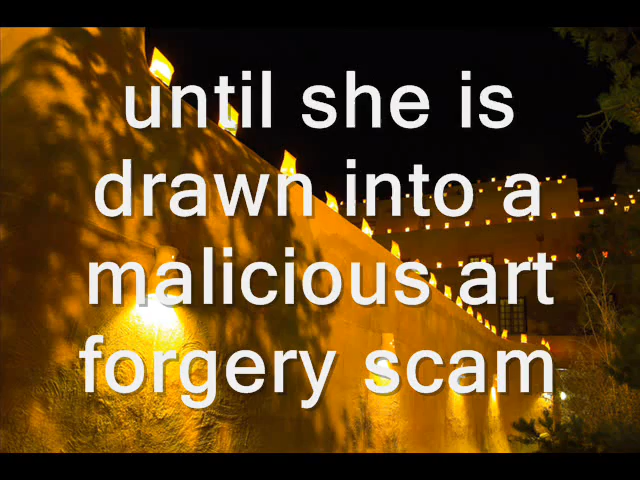 until she is
drawn into a
malicious art
forgery scam